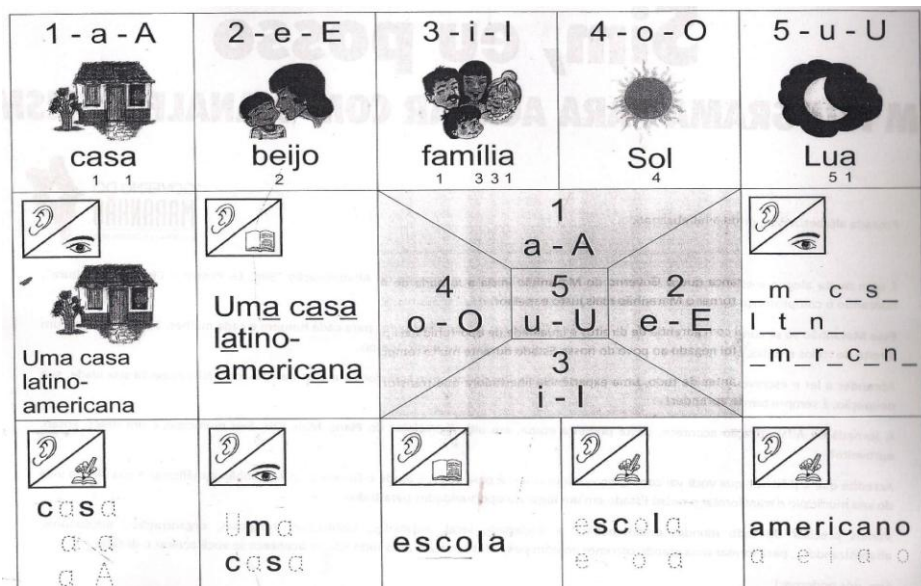 1 - a - A
casa
1 1
2 - e - E
beijo
2
3 - i - I
família
1 3 3 1
4 - o - O
Sol
4
5 - u - U
Lua
5 1
Uma casa
latino-
americana
Uma casa
latino-
americana
1
a - A
4
o - O
5
u - U
2
e - E
3
i - I
_m c_s_
l_t_n_
_m_r_c_n_
casa
a a
a A
Uma
casa
escola
escola
e o a
americano
a e i a o